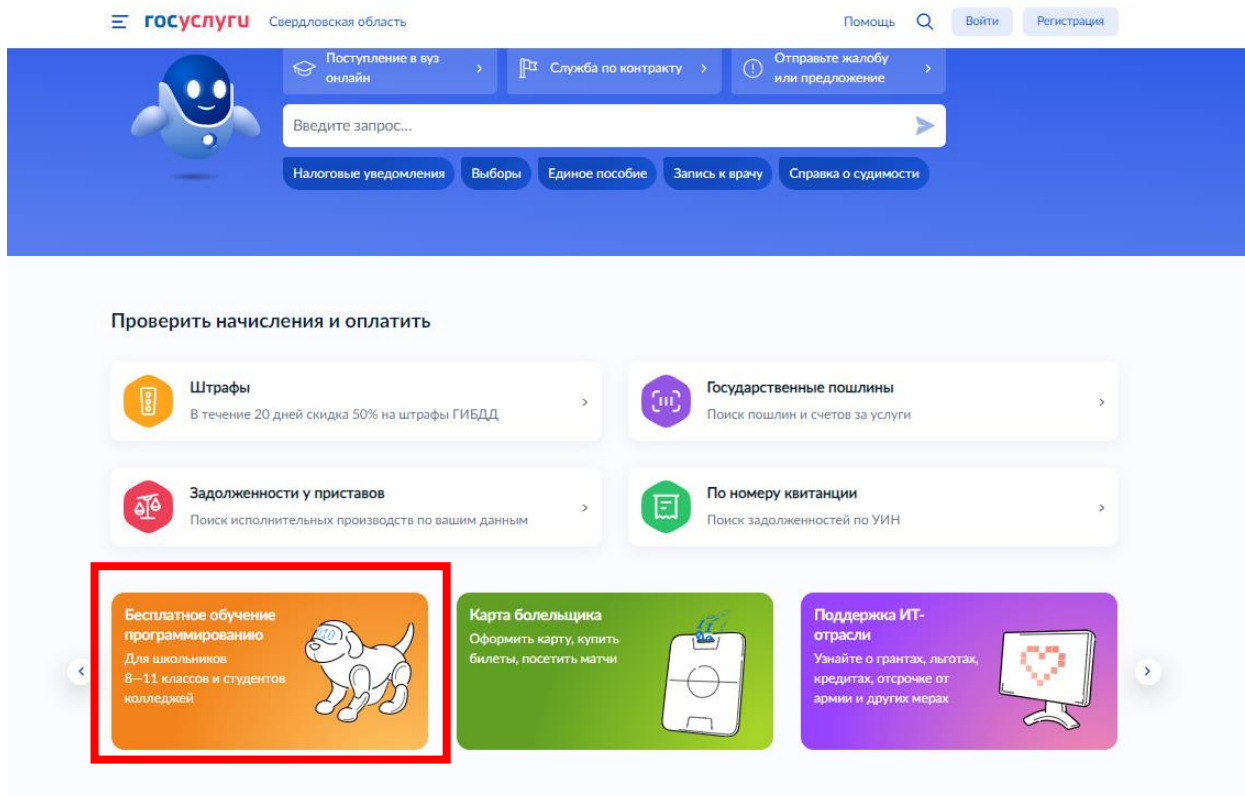 госуслуги Свердловская область Помощь Войти Регистрация
Поступление в вуз онлайн
Служба по контракту
Отправьте жалобу
или предложение
Введите запрос...
Налоговые уведомления Выборы Единое пособие Запись к врачу Справка о судимости
Проверить начисления и оплатить
Штрафы
В течение 20 дней скидка 50% на штрафы ГИБДД
Государственные пошлины
Поиск пошлин и счетов за услуги
Задолженности у приставов
Поиск исполнительных производств по вашим данным
По номеру квитанции
Поиск задолженностей по УИН
Бесплатное обучение
программированию
Для школьников
8—11 классов и студентов
колледжей
Карта болельщика
Оформить карту, купить
билеты, посетить матчи
Поддержка ИТ-
отрасли
Узнайте о грантах, льготах,
кредитах, отсрочке от
армии и других мерах